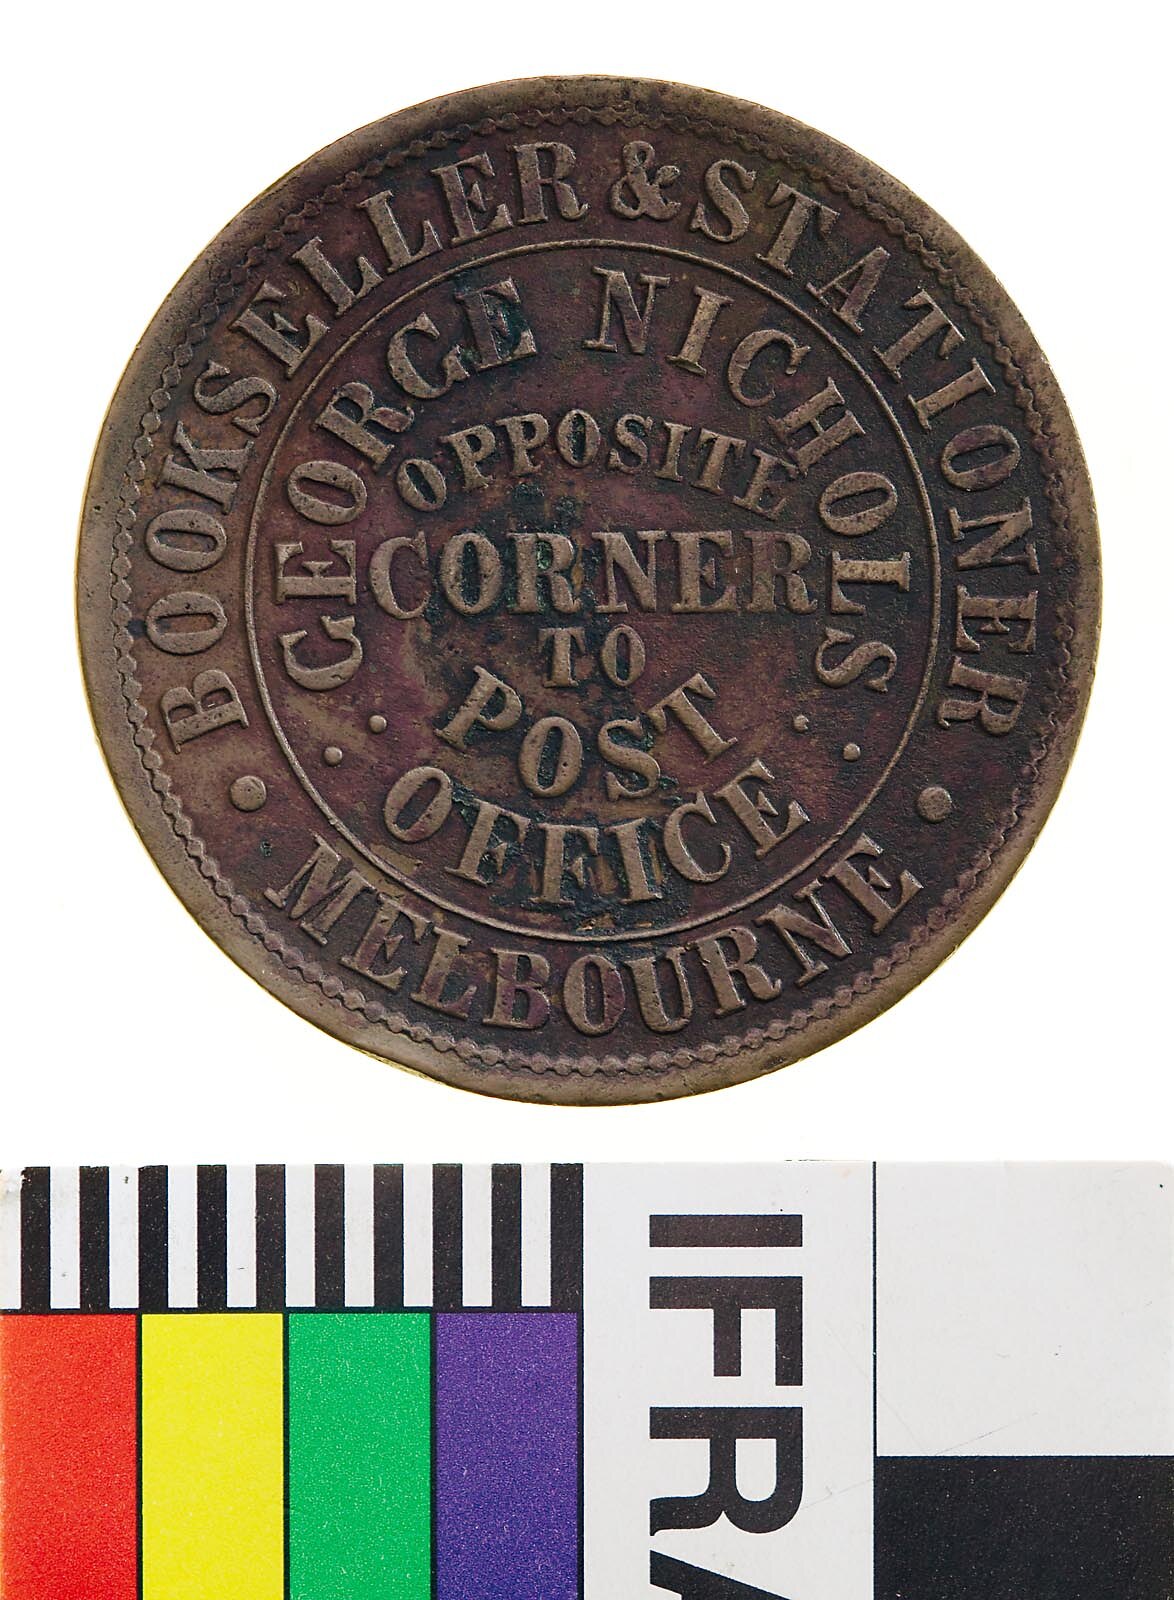 BOOKSELLER & STATIONER
GEORGE NICHOLS
OPPOSITE
CORNER
TO
POST
OFFICE
MELBOURNE
IFRA